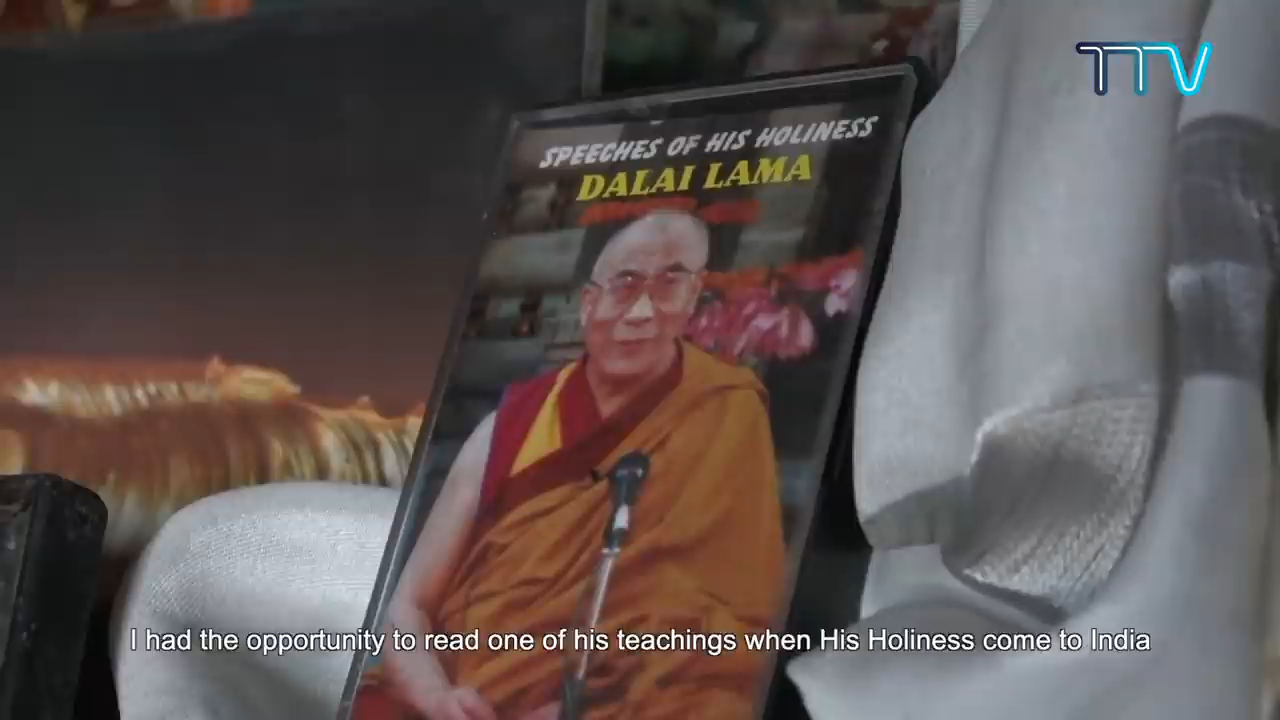 TTV
SPEECHES OF HIS HOLINESS
DALAI LAMA
I had the opportunity to read one of his teachings when His Holiness come to India